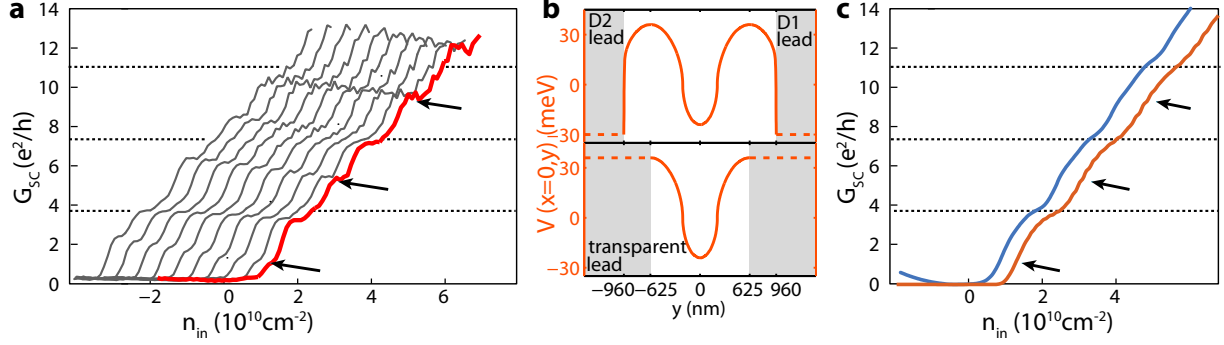 a
14
12
10
8
6
4
2
0
G_SC (e²/h)
−2
0
2
4
6
n_in (10¹⁰cm⁻²)
b
D2
lead
D1
lead
30
0
−30
transparent
lead
30
0
−30
V (x=0,y) (meV)
−960
−625
0
625
960
y (nm)
c
14
12
10
8
6
4
2
0
G_SC (e²/h)
0
2
4
6
n_in (10¹⁰cm⁻²)